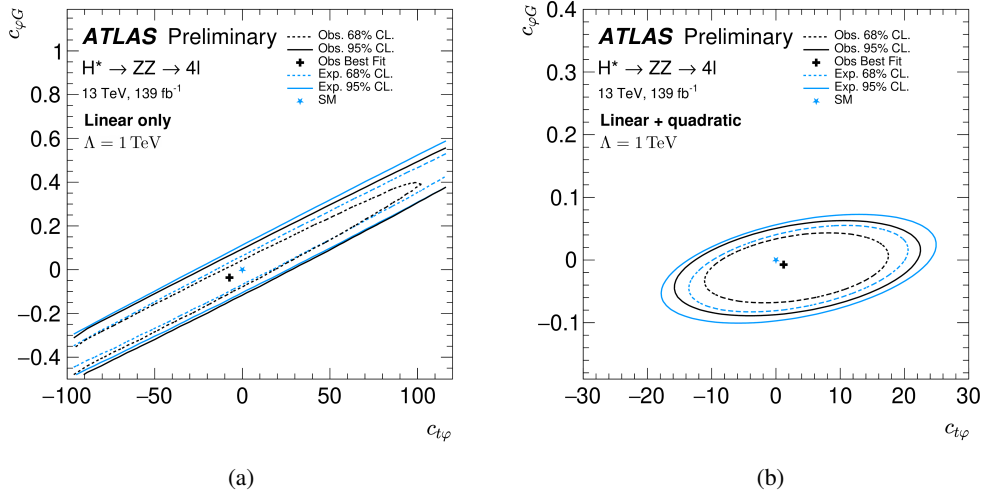 c_φG
ATLAS Preliminary
H* → ZZ → 4l
13 TeV, 139 fb⁻¹
Linear only
Λ = 1 TeV
Obs. 68% CL.
Obs. 95% CL.
Obs Best Fit
Exp. 68% CL.
Exp. 95% CL.
SM
1
0.8
0.6
0.4
0.2
0
−0.2
−0.4
−100 −50 0 50 100
c_tφ
(a)
c_φG
ATLAS Preliminary
H* → ZZ → 4l
13 TeV, 139 fb⁻¹
Linear + quadratic
Λ = 1 TeV
Obs. 68% CL.
Obs. 95% CL.
Obs Best Fit
Exp. 68% CL.
Exp. 95% CL.
SM
0.4
0.3
0.2
0.1
0
−0.1
−30 −20 −10 0 10 20 30
c_tφ
(b)